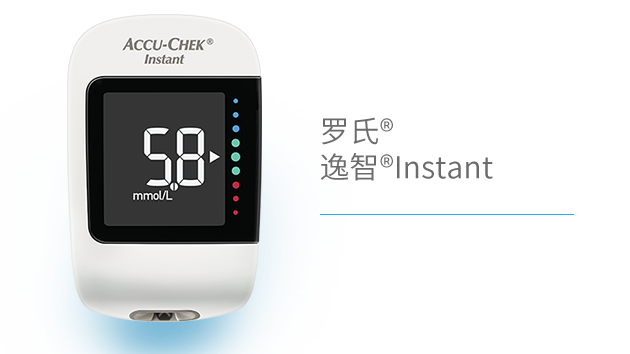 ACCU-CHEK®
Instant
5.8
mmol/L
罗氏®
逸智®Instant